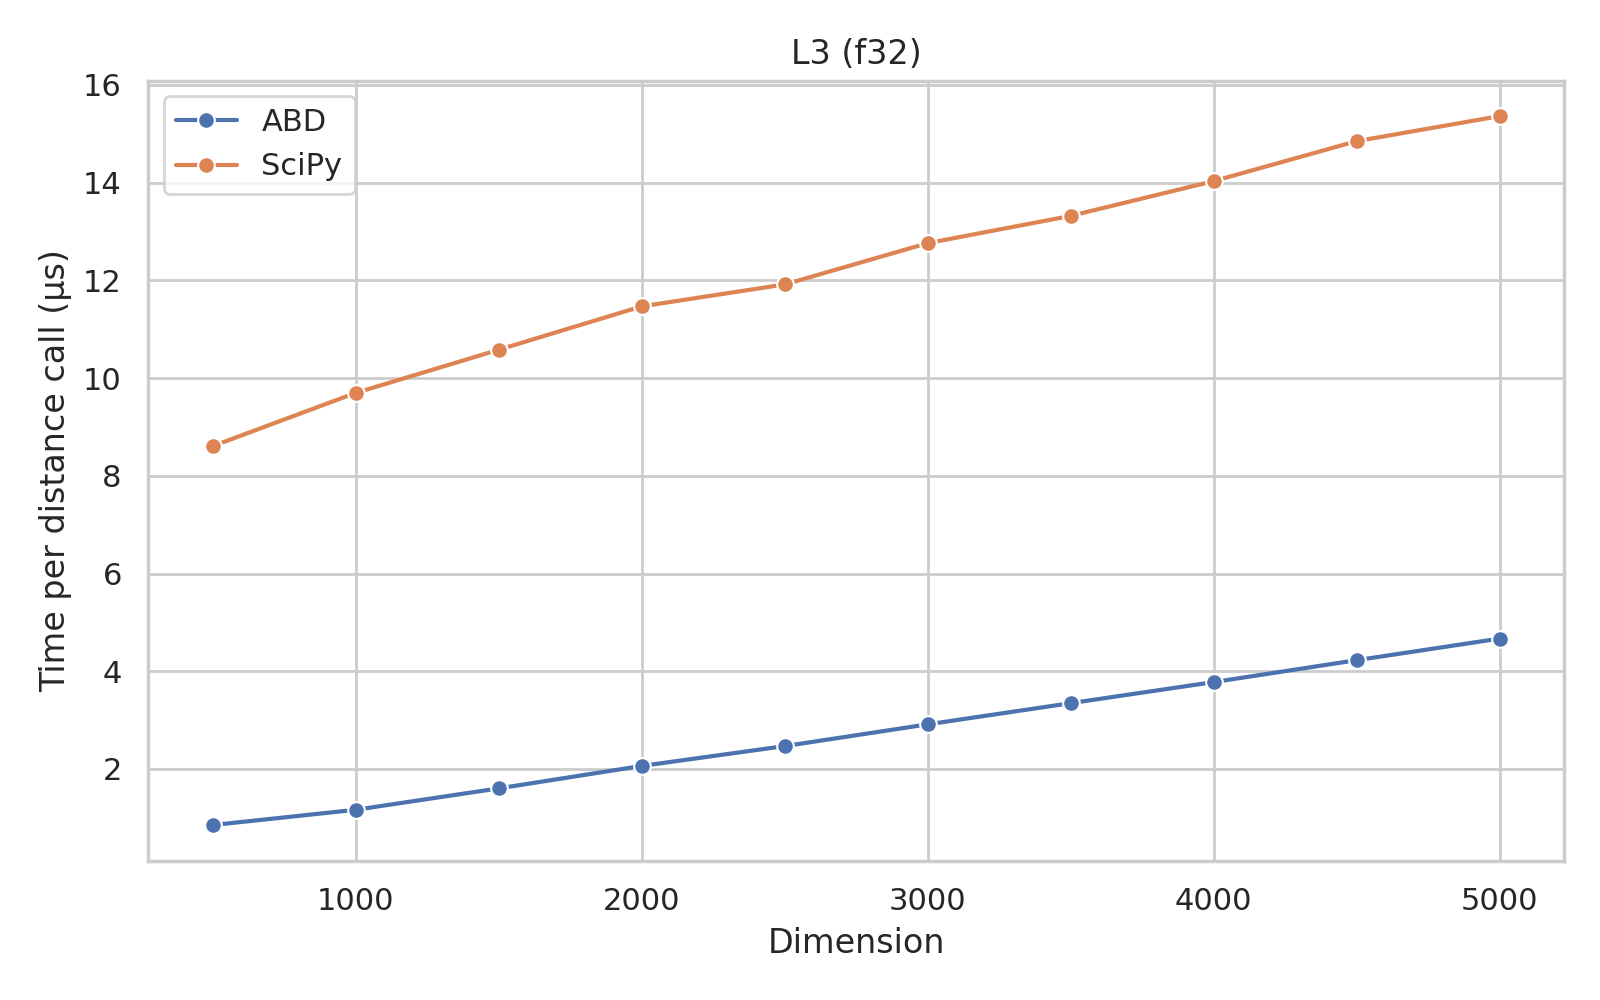 L3 (f32)
ABD
SciPy
Time per distance call (µs)
16
14
12
10
8
6
4
2
1000 2000 3000 4000 5000
Dimension